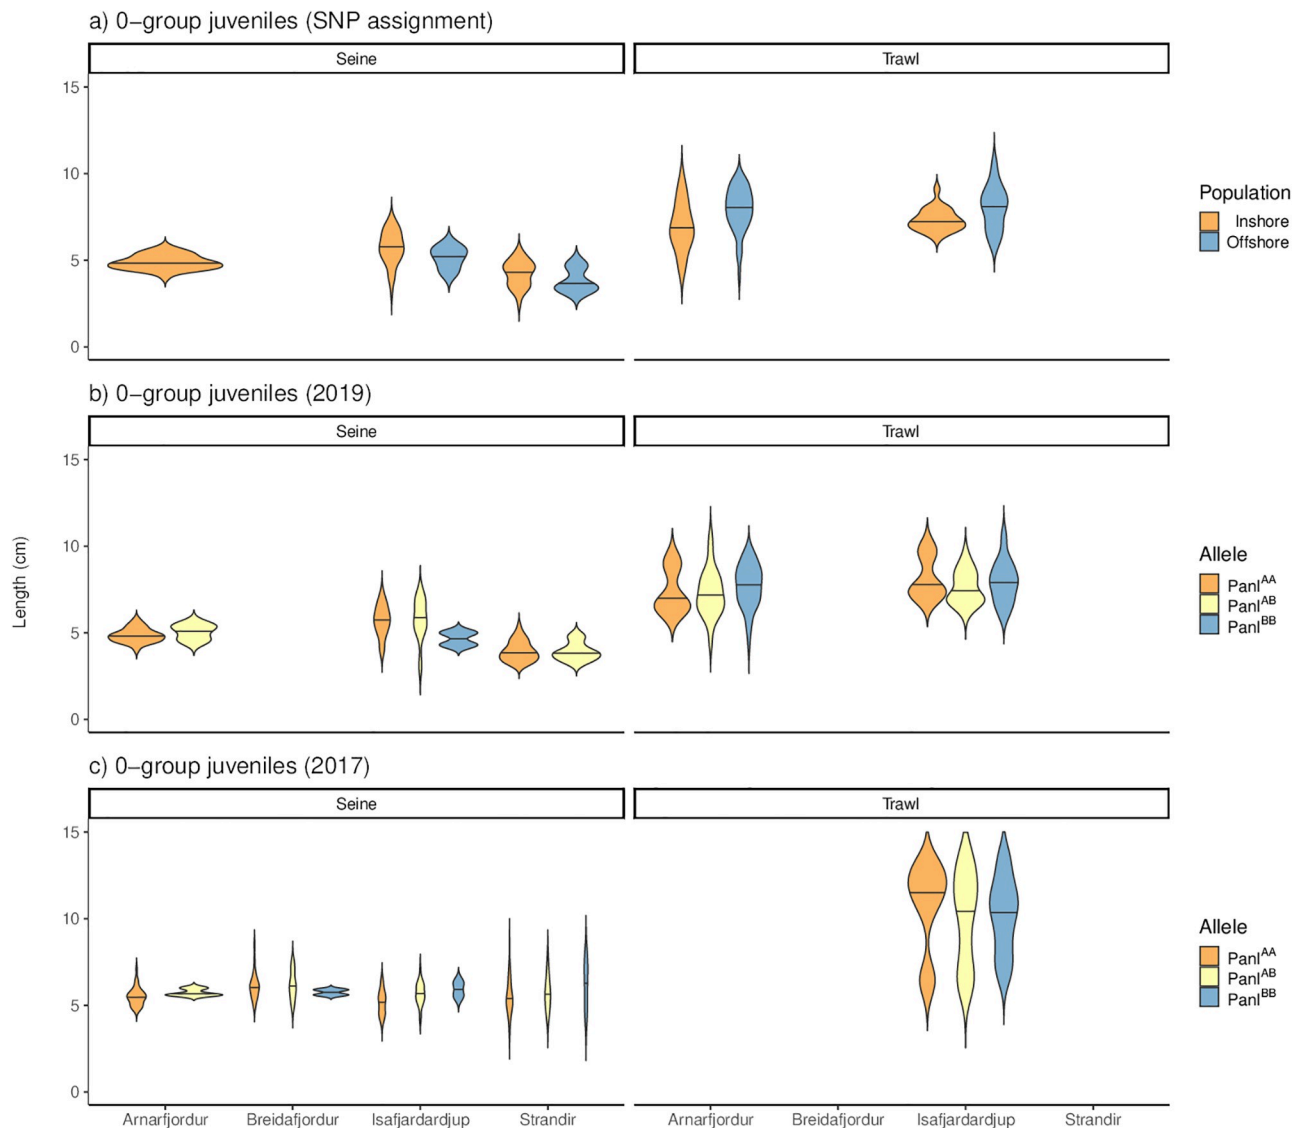 a) 0−group juveniles (SNP assignment)
Seine
Trawl
15
10
5
0
Population
Inshore
Offshore
b) 0−group juveniles (2019)
Seine
Trawl
15
10
5
0
Length (cm)
Allele
PanI^AA
PanI^AB
PanI^BB
c) 0−group juveniles (2017)
Seine
Trawl
15
10
5
0
Allele
PanI^AA
PanI^AB
PanI^BB
Arnarfjordur Breidafjordur Isafjardardjup Strandir Arnarfjordur Breidafjordur Isafjardardjup Strandir